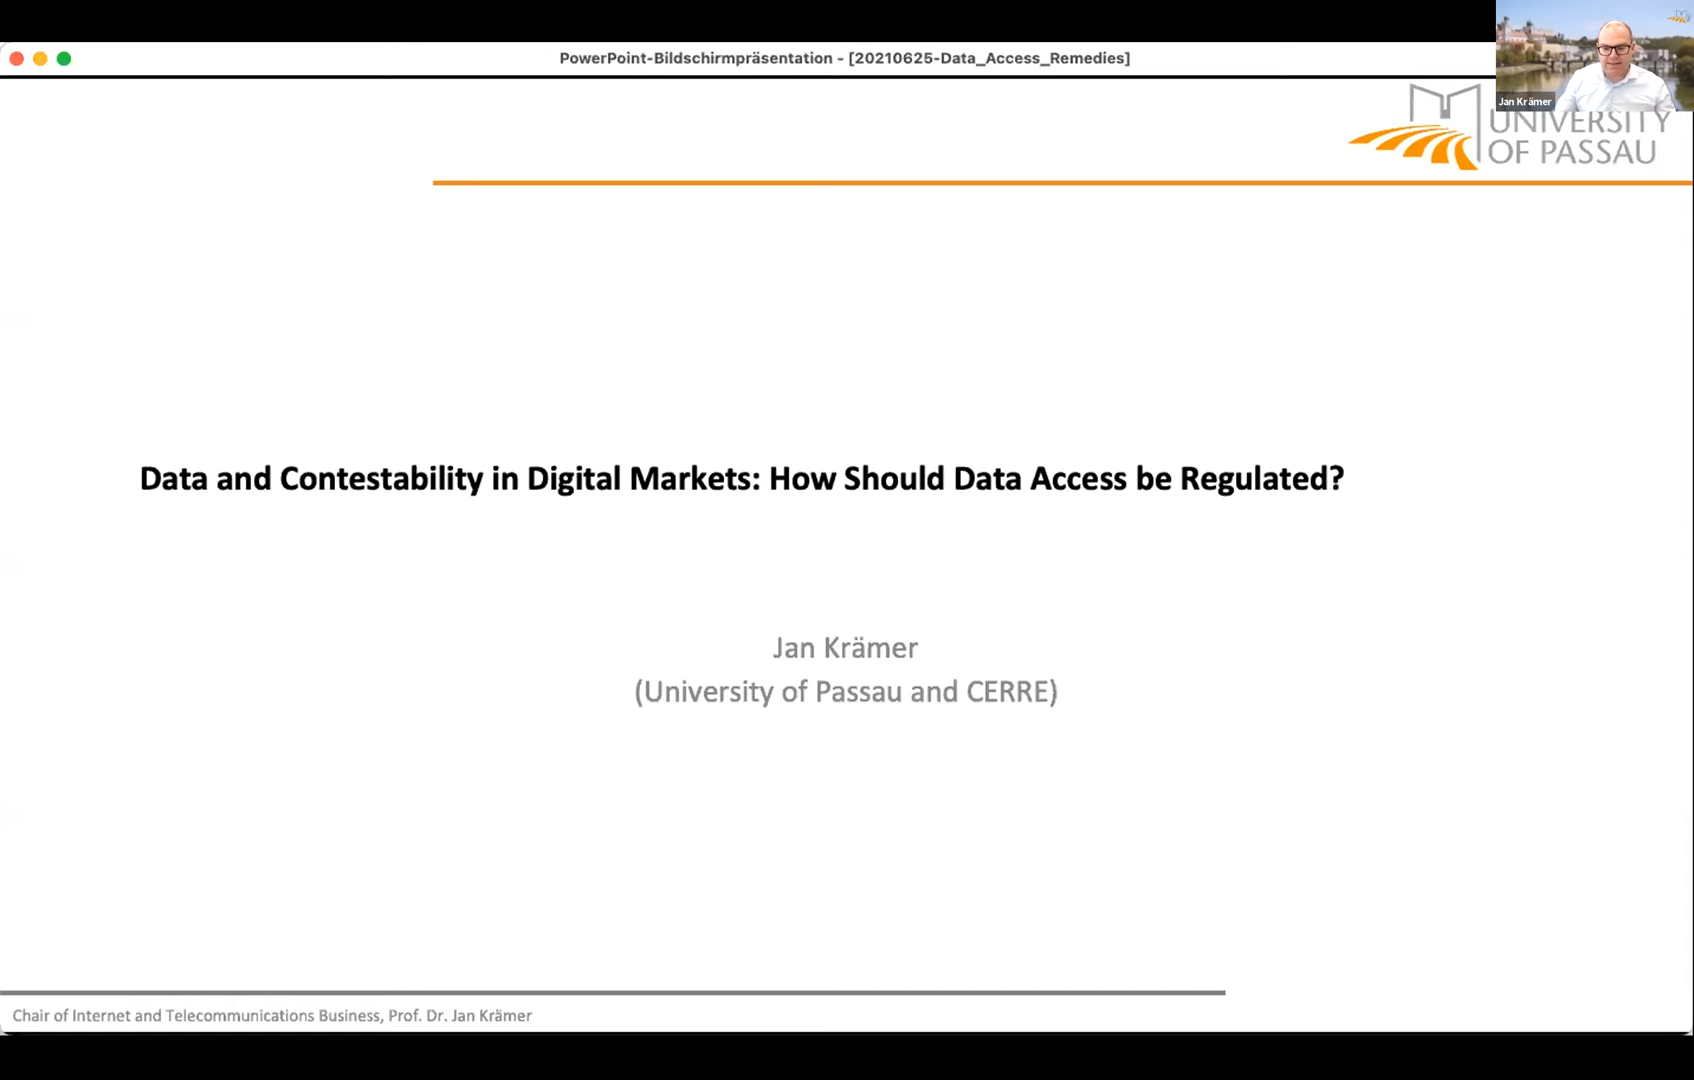 PowerPoint-Bildschirmpräsentation - [20210625-Data_Access_Remedies]
Jan Krämer
UNIVERSITY
OF PASSAU
Data and Contestability in Digital Markets: How Should Data Access be Regulated?
Jan Krämer
(University of Passau and CERRE)
Chair of Internet and Telecommunications Business, Prof. Dr. Jan Krämer